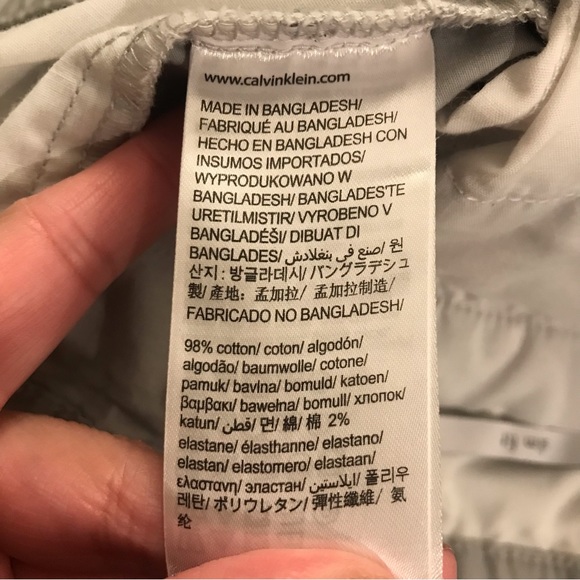 www.calvinklein.com
MADE IN BANGLADESH/
FABRIQUÉ AU BANGLADESH/
HECHO EN BANGLADESH CON
INSUMOS IMPORTADOS/
WYPRODUKOWANO W
BANGLADESH/ BANGLADES'TE
URETILMISTIR/ VYROBENO V
BANGLADÉŠI/ DIBUAT DI
BANGLADES/ صنع في بنغلادش/ 원
산지 : 방글라데시/ バングラデシュ
製/ 產地: 孟加拉/ 孟加拉制造/
FABRICADO NO BANGLADESH/
98% cotton/ coton/ algodón/
algodão/ baumwolle/ cotone/
pamuk/ bavlna/ bomuld/ katoen/
βαμβακι/ bawełna/ bomull/ хлопок/
katun/ قطن/ 면/ 綿/ 棉 2%
elastane/ élasthanne/ elastano/
elastan/ elastomero/ elastaan/
ελαστανη/ эластан/ ايلاستين/ 폴리우
레탄/ ポリウレタン/ 彈性纖維/ 氨
纶